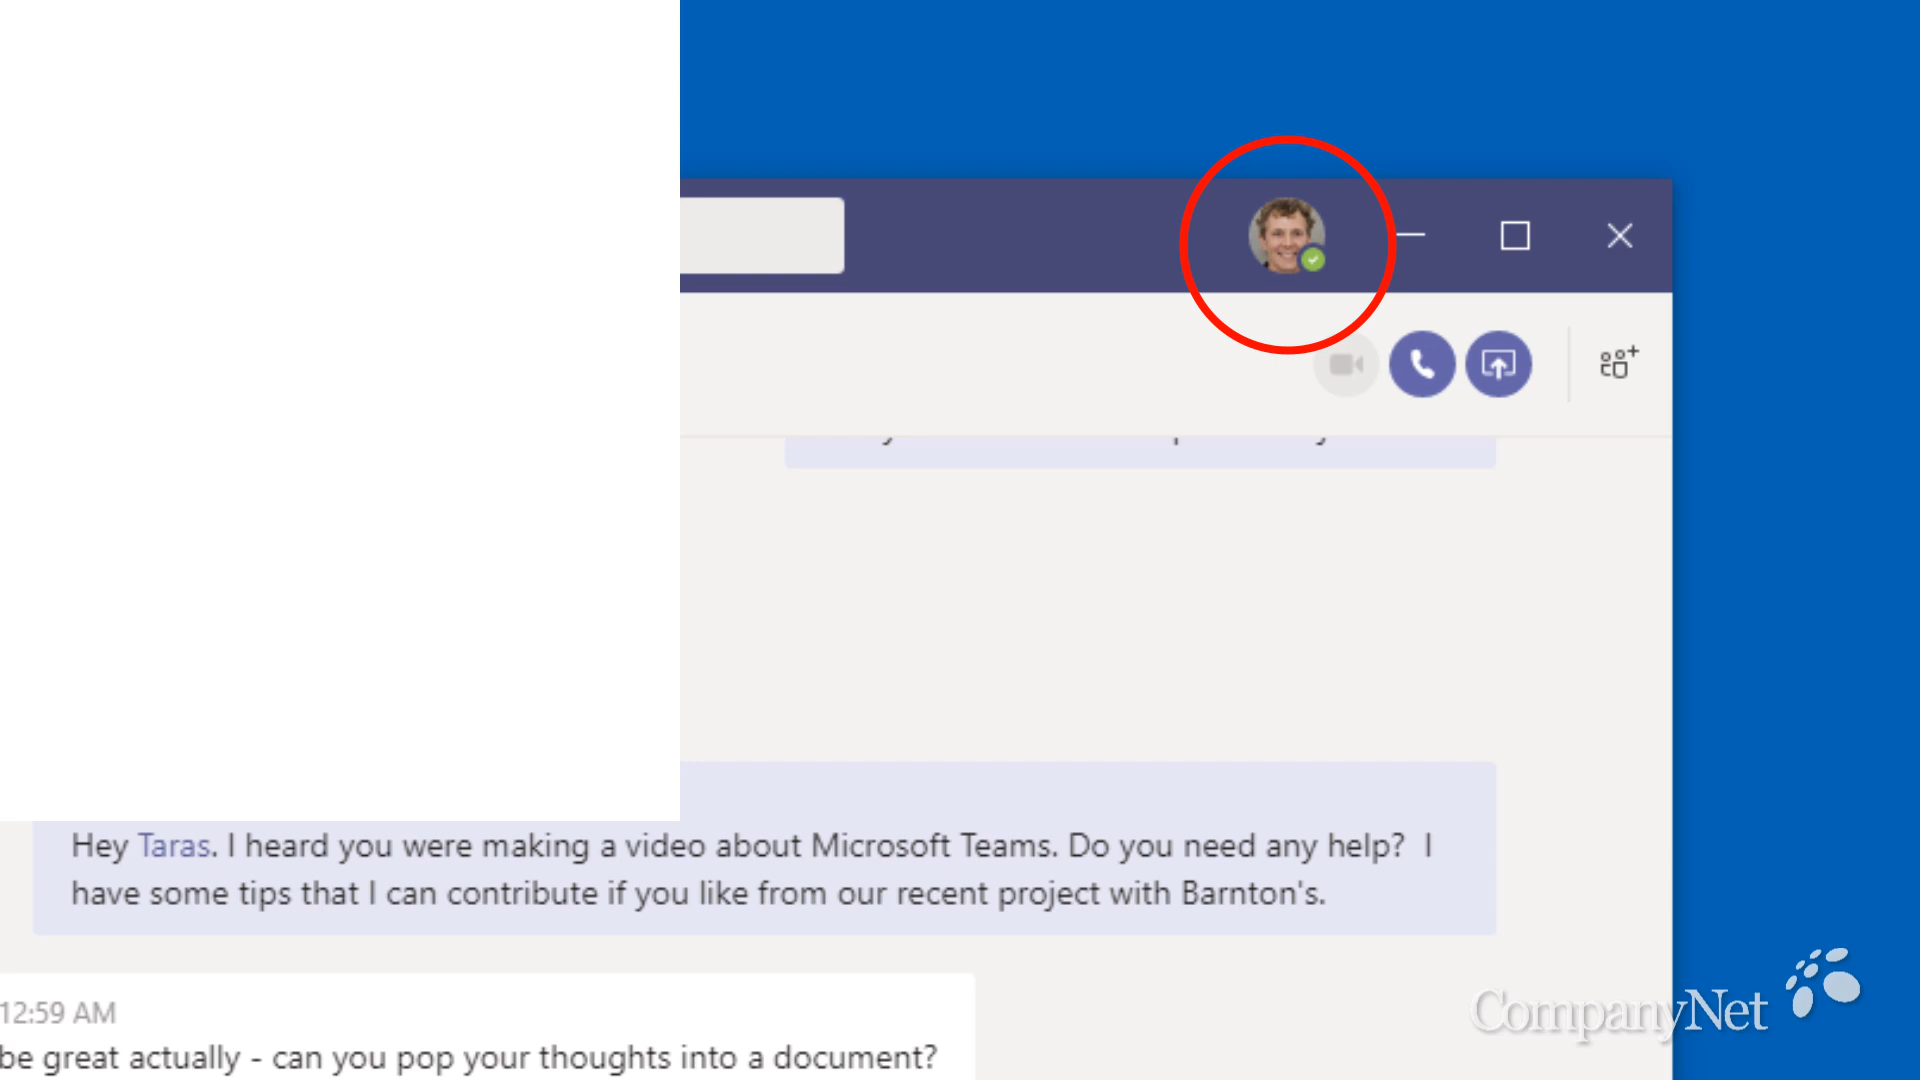 Hey Taras. I heard you were making a video about Microsoft Teams. Do you need any help?  I
have some tips that I can contribute if you like from our recent project with Barnton's.
12:59 AM
be great actually - can you pop your thoughts into a document?
CompanyNet